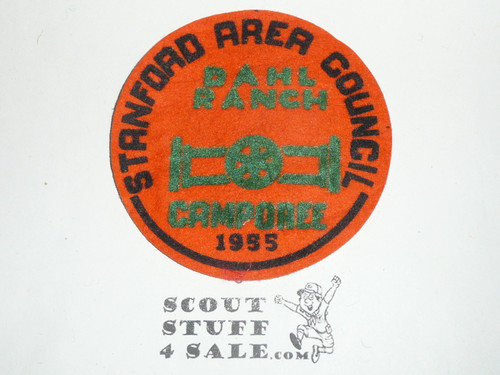 STANFORD AREA COUNCIL
DAHL
RANCH
CAMPOREE
1955
SCOUT
STUFF
4 SALE.COM